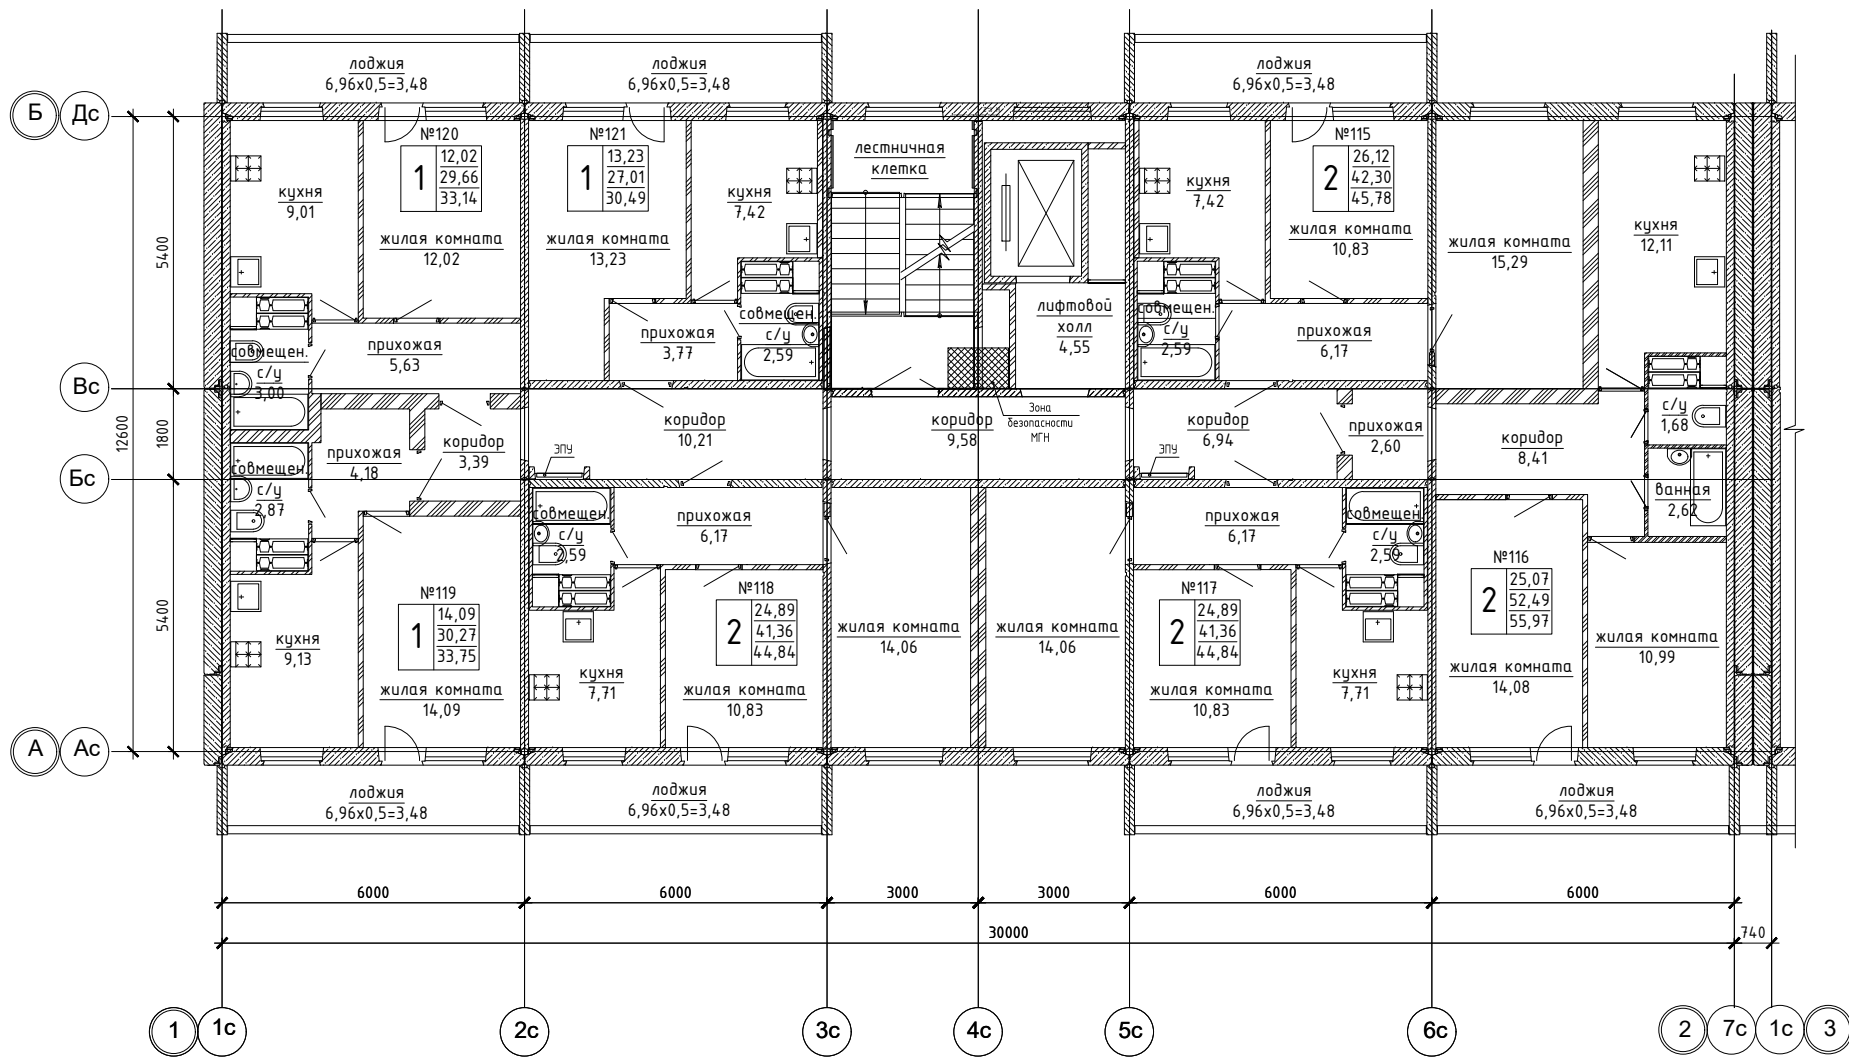 лоджия
6,96х0,5=3,48
лоджия
6,96х0,5=3,48
лоджия
6,96х0,5=3,48
Б
Дс
№120
1
12,02
29,66
33,14
кухня
9,01
жилая комната
12,02
№121
1
13,23
27,01
30,49
кухня
7,42
жилая комната
13,23
лестничная
клетка
№115
2
26,12
42,30
45,78
кухня
7,42
жилая комната
10,83
жилая комната
15,29
кухня
12,11
5400
совмещен.
с/у
3,00
прихожая
5,63
прихожая
3,77
совмещен.
с/у
2,59
лифтовой
холл
4,55
совмещен.
с/у
2,59
прихожая
6,17
Вс
12600
1800
Бс
прихожая
4,18
коридор
3,39
коридор
10,21
ЭПУ
коридор
9,58
Зона
безопасности
МГН
коридор
6,94
ЭПУ
прихожая
2,60
коридор
8,41
с/у
1,68
ванная
2,62
совмещен.
с/у
2,87
совмещен.
с/у
2,59
прихожая
6,17
прихожая
6,17
совмещен.
с/у
2,59
5400
№119
1
14,09
30,27
33,75
кухня
9,13
жилая комната
14,09
№118
2
24,89
41,36
44,84
кухня
7,71
жилая комната
10,83
жилая комната
14,06
жилая комната
14,06
№117
2
24,89
41,36
44,84
жилая комната
10,83
кухня
7,71
№116
2
25,07
52,49
55,97
жилая комната
14,08
жилая комната
10,99
А
Ас
лоджия
6,96х0,5=3,48
лоджия
6,96х0,5=3,48
лоджия
6,96х0,5=3,48
лоджия
6,96х0,5=3,48
6000
6000
3000
3000
6000
6000
30000
740
1
1с
2с
3с
4с
5с
6с
2
7с
1с
3